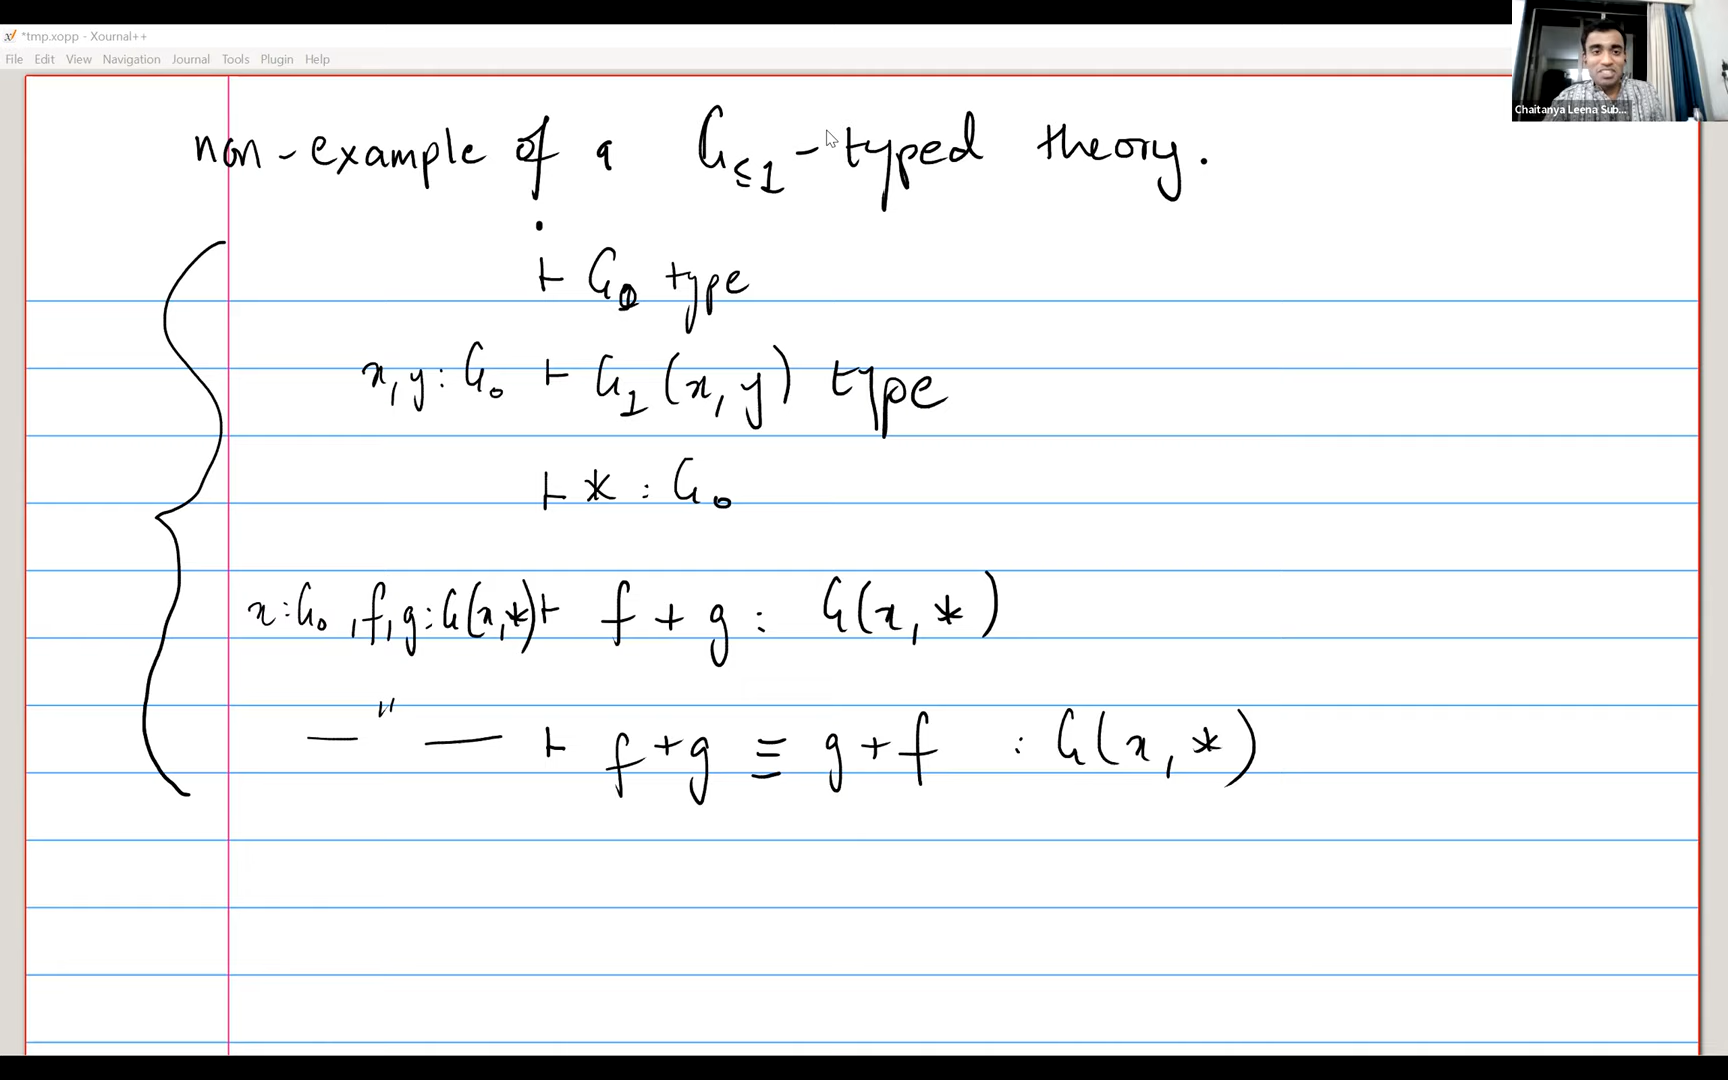 *tmp.xopp - Xournal++
File Edit View Navigation Journal Tools Plugin Help
Chaitanya Leena Sub...
non-example of a G≤1-typed theory.
⊢ G₀ type
x, y : G₀ ⊢ G₁(x, y) type
⊢ * : G₀
x : G₀, f, g : G(x, *) ⊢ f + g : G(x, *)
— " — ⊢ f + g ≡ g + f : G(x, *)